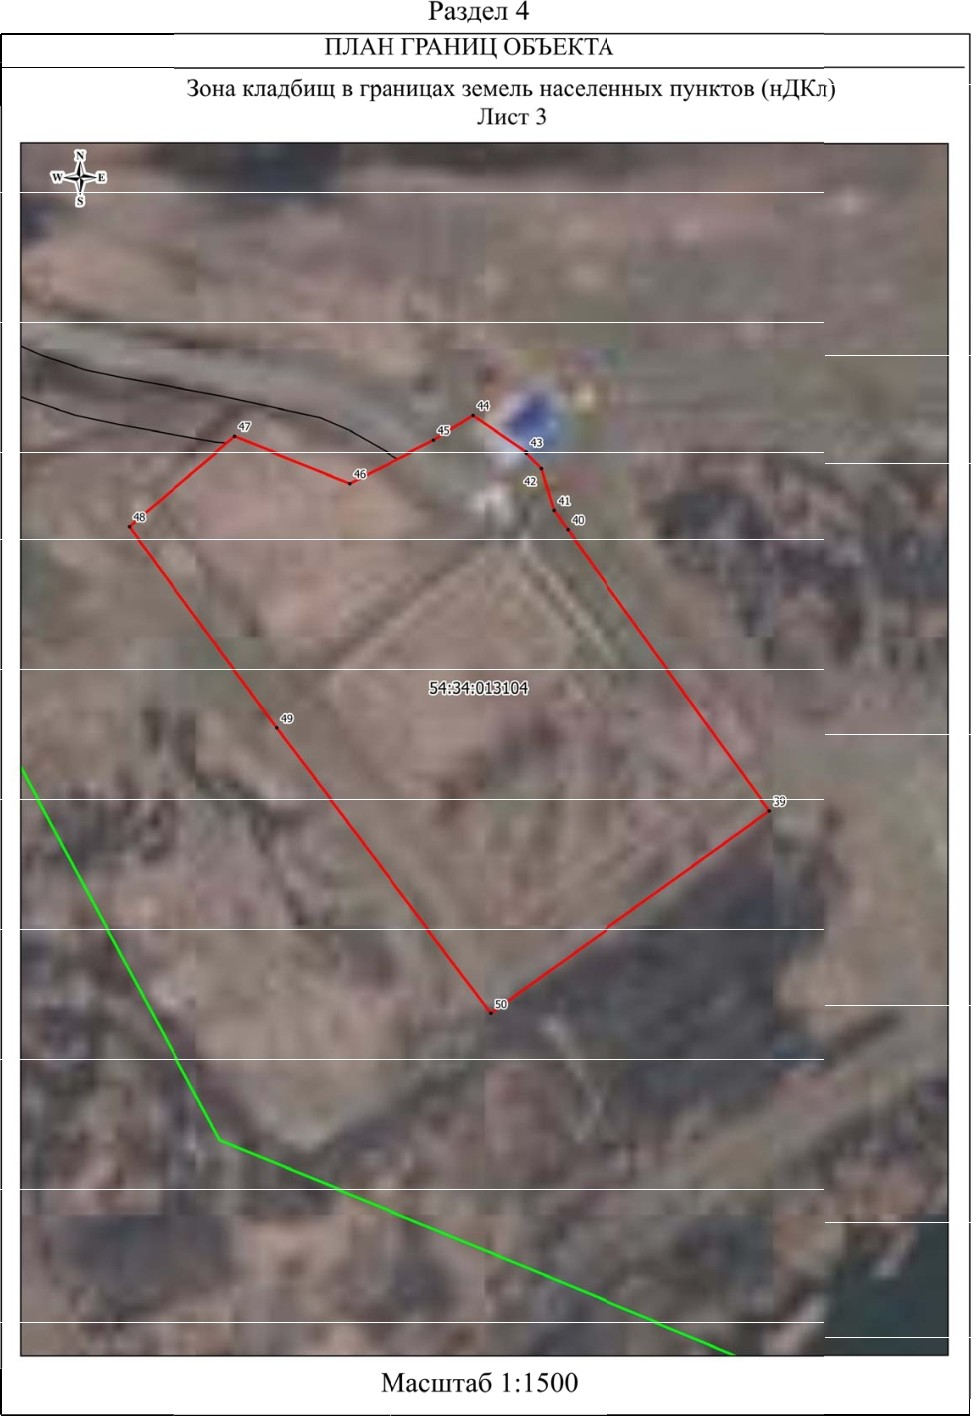 Раздел 4
ПЛАН ГРАНИЦ ОБЪЕКТА
Зона кладбищ в границах земель населенных пунктов (нДКл)
Лист 3
N
W E
S
44
47
45
43
46
42
41
48
40
54:34:013104
49
39
50
Масштаб 1:1500